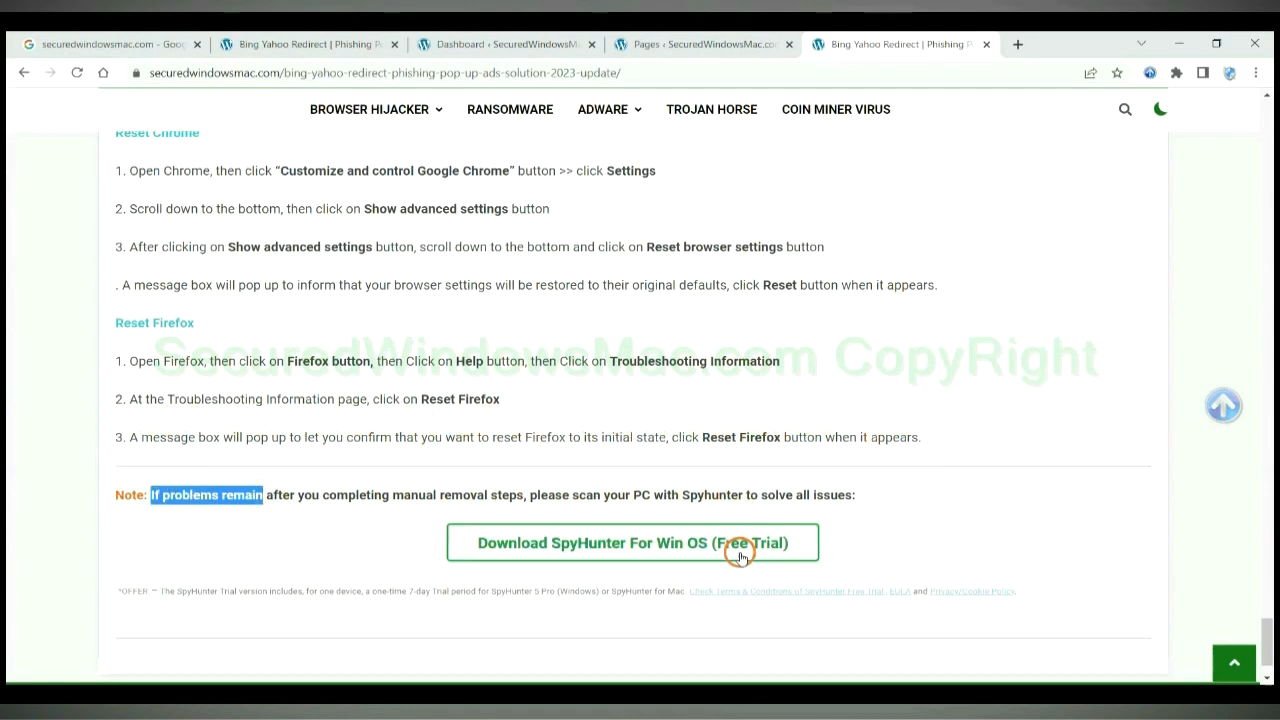 securedwindowsmac.com - Goog
Bing Yahoo Redirect | Phishing P
Dashboard ‹ SecuredWindowsM
Pages ‹ SecuredWindowsMac.co
Bing Yahoo Redirect | Phishing P
securedwindowsmac.com/bing-yahoo-redirect-phishing-pop-up-ads-solution-2023-update/
BROWSER HIJACKER RANSOMWARE ADWARE TROJAN HORSE COIN MINER VIRUS
Reset Chrome
1. Open Chrome, then click “Customize and control Google Chrome” button >> click Settings
2. Scroll down to the bottom, then click on Show advanced settings button
3. After clicking on Show advanced settings button, scroll down to the bottom and click on Reset browser settings button
. A message box will pop up to inform that your browser settings will be restored to their original defaults, click Reset button when it appears.
Reset Firefox
SecuredWindowsMac.com CopyRight
1. Open Firefox, then click on Firefox button, then Click on Help button, then Click on Troubleshooting Information
2. At the Troubleshooting Information page, click on Reset Firefox
3. A message box will pop up to let you confirm that you want to reset Firefox to its initial state, click Reset Firefox button when it appears.
Note: If problems remain after you completing manual removal steps, please scan your PC with Spyhunter to solve all issues:
Download SpyHunter For Win OS (Free Trial)
*OFFER — The SpyHunter Trial version includes, for one device, a one-time 7-day Trial period for SpyHunter 5 Pro (Windows) or SpyHunter for Mac. Check Terms & Conditions of SpyHunter Free Trial, EULA and Privacy/Cookie Policy.